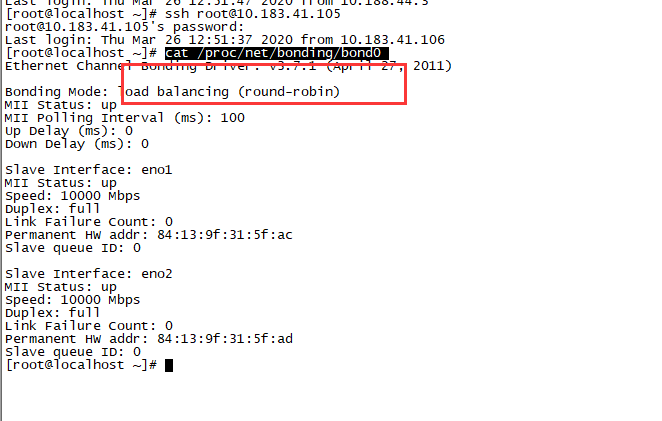 Last login: Thu Mar 26 12:51:47 2020 from 10.188.44.3
[root@localhost ~]# ssh root@10.183.41.105
root@10.183.41.105's password:
Last login: Thu Mar 26 12:51:37 2020 from 10.183.41.106
[root@localhost ~]# cat /proc/net/bonding/bond0
Ethernet Channel Bonding Driver: v3.7.1 (April 27, 2011)
Bonding Mode: load balancing (round-robin)
MII Status: up
MII Polling Interval (ms): 100
Up Delay (ms): 0
Down Delay (ms): 0
Slave Interface: eno1
MII Status: up
Speed: 10000 Mbps
Duplex: full
Link Failure Count: 0
Permanent HW addr: 84:13:9f:31:5f:ac
Slave queue ID: 0
Slave Interface: eno2
MII Status: up
Speed: 10000 Mbps
Duplex: full
Link Failure Count: 0
Permanent HW addr: 84:13:9f:31:5f:ad
Slave queue ID: 0
[root@localhost ~]#